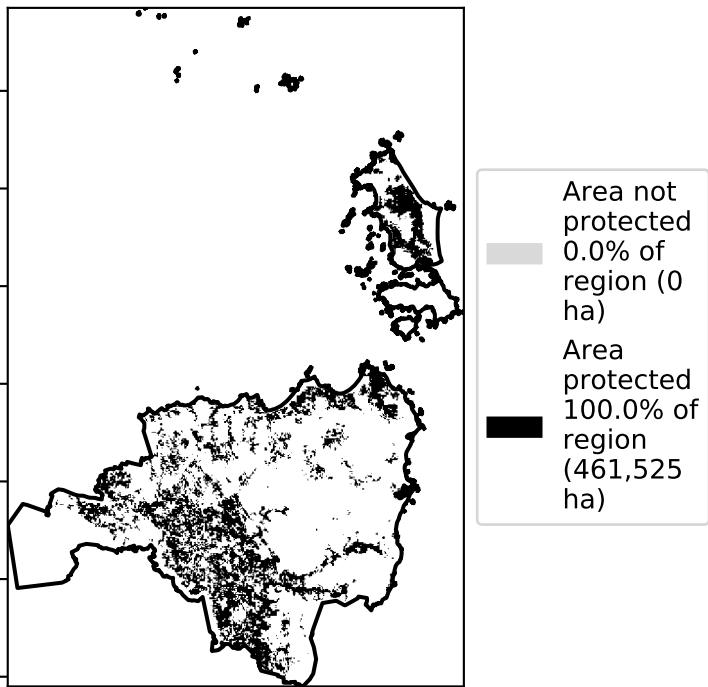 Area not
protected
0.0% of
region (0
ha)
Area
protected
100.0% of
region
(461,525
ha)